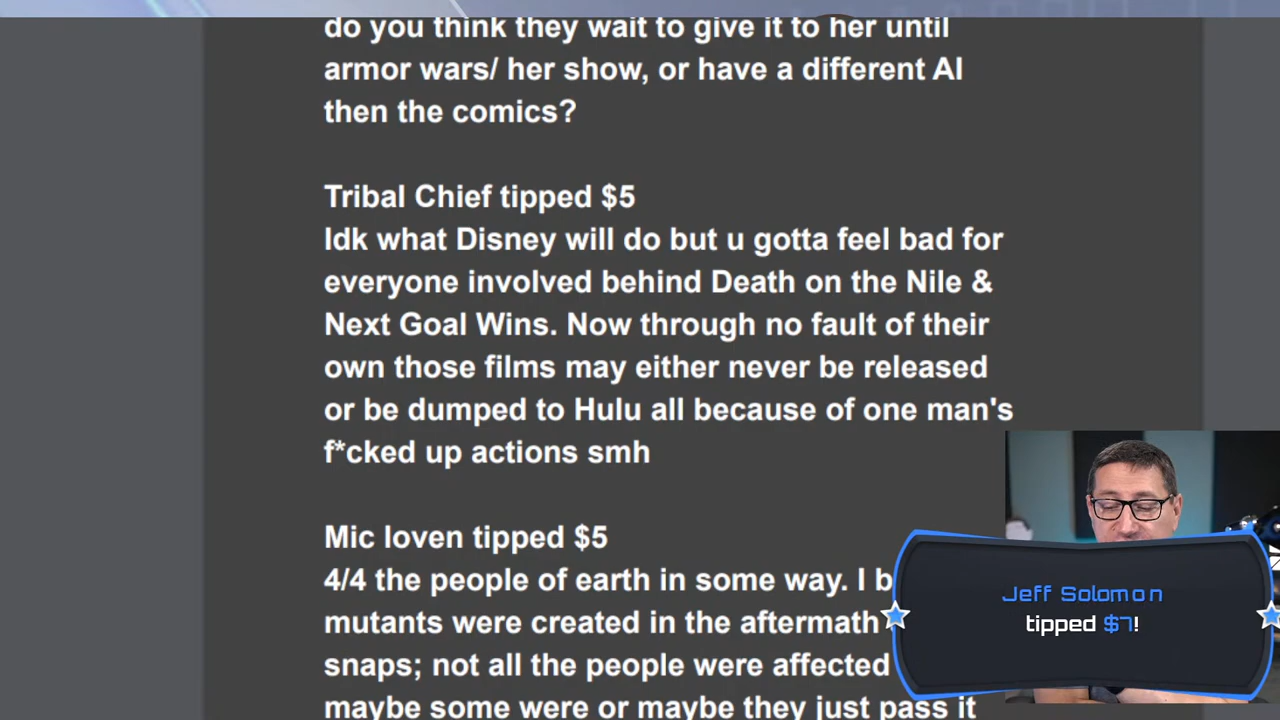 do you think they wait to give it to her until
armor wars/ her show, or have a different AI
then the comics?
Tribal Chief tipped $5
Idk what Disney will do but u gotta feel bad for
everyone involved behind Death on the Nile &
Next Goal Wins. Now through no fault of their
own those films may either never be released
or be dumped to Hulu all because of one man's
f*cked up actions smh
Mic loven tipped $5
4/4 the people of earth in some way. I
mutants were created in the aftermath
snaps; not all the people were affected
maybe some were or maybe they just pass it
Jeff Solomon
tipped $7!